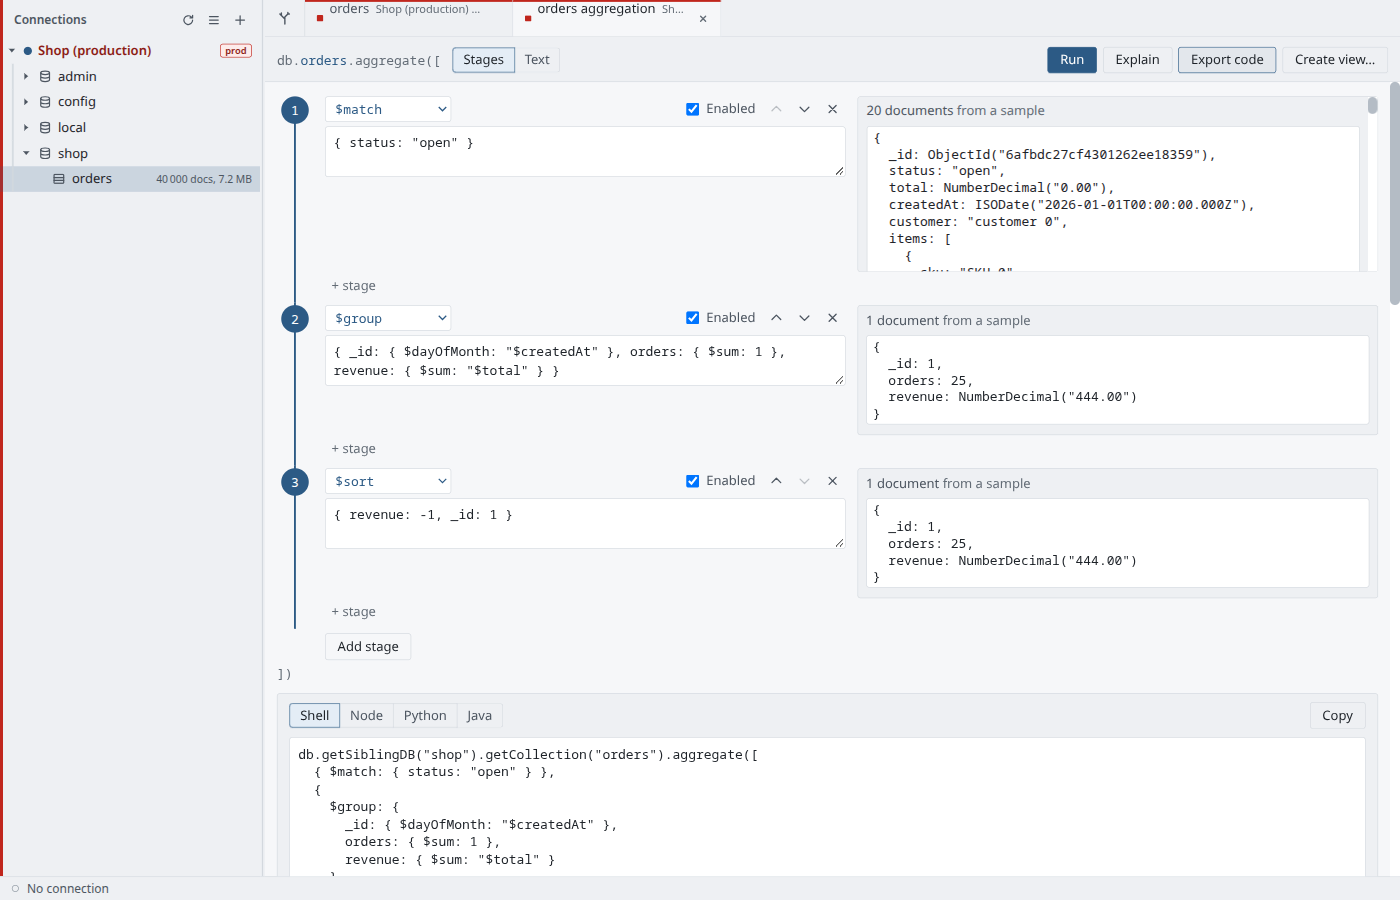 Connections
Shop (production) prod
admin
config
local
shop
orders 40 000 docs, 7.2 MB
orders Shop (production) ...
orders aggregation Sh...
db.orders.aggregate([ Stages Text Run Explain Export code Create view...
1 $match Enabled
{ status: "open" }
20 documents from a sample
{
  _id: ObjectId("6afbdc27cf4301262ee18359"),
  status: "open",
  total: NumberDecimal("0.00"),
  createdAt: ISODate("2026-01-01T00:00:00.000Z"),
  customer: "customer 0",
  items: [
    {
      sku: "SKU-0"
+ stage
2 $group Enabled
{ _id: { $dayOfMonth: "$createdAt" }, orders: { $sum: 1 },
revenue: { $sum: "$total" } }
1 document from a sample
{
  _id: 1,
  orders: 25,
  revenue: NumberDecimal("444.00")
}
+ stage
3 $sort Enabled
{ revenue: -1, _id: 1 }
1 document from a sample
{
  _id: 1,
  orders: 25,
  revenue: NumberDecimal("444.00")
}
+ stage
Add stage
])
Shell Node Python Java Copy
db.getSiblingDB("shop").getCollection("orders").aggregate([
  { $match: { status: "open" } },
  {
    $group: {
      _id: { $dayOfMonth: "$createdAt" },
      orders: { $sum: 1 },
      revenue: { $sum: "$total" }
No connection